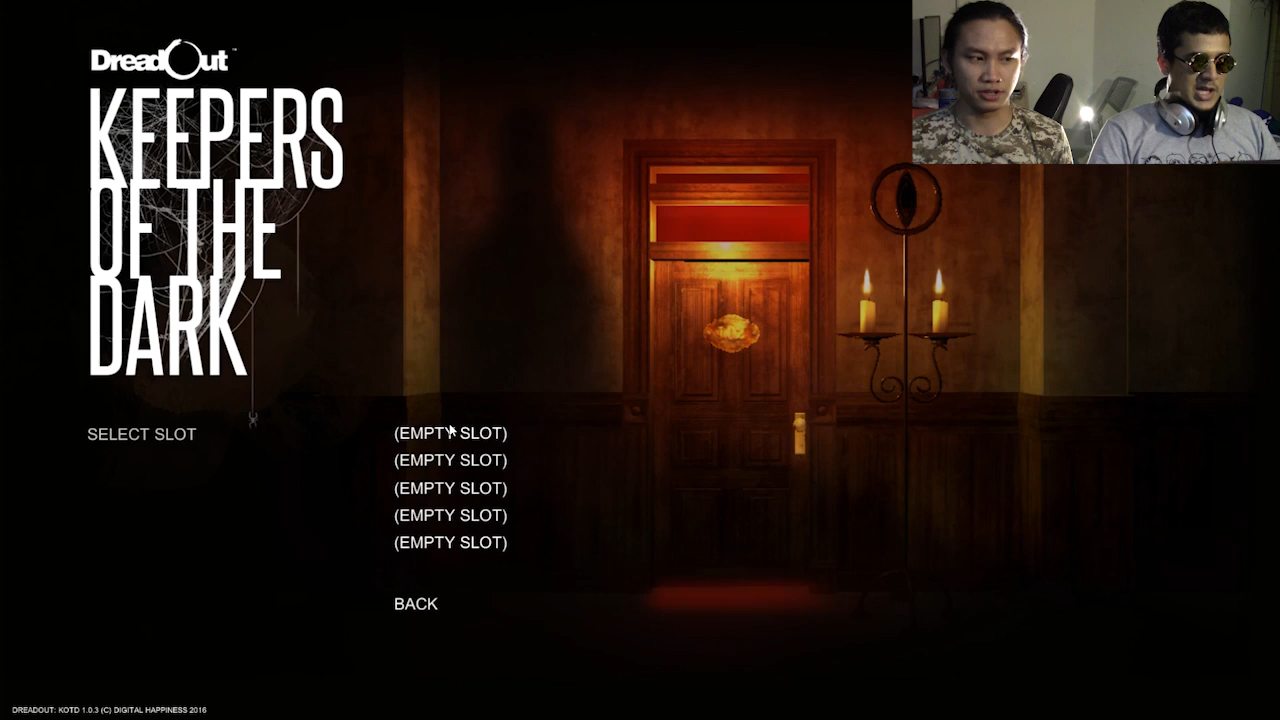 DreadOut™
KEEPERS
OF THE
DARK
SELECT SLOT
(EMPTY SLOT)
(EMPTY SLOT)
(EMPTY SLOT)
(EMPTY SLOT)
(EMPTY SLOT)
BACK
DREADOUT: KOTD 1.0.3 (C) DIGITAL HAPPINESS 2016